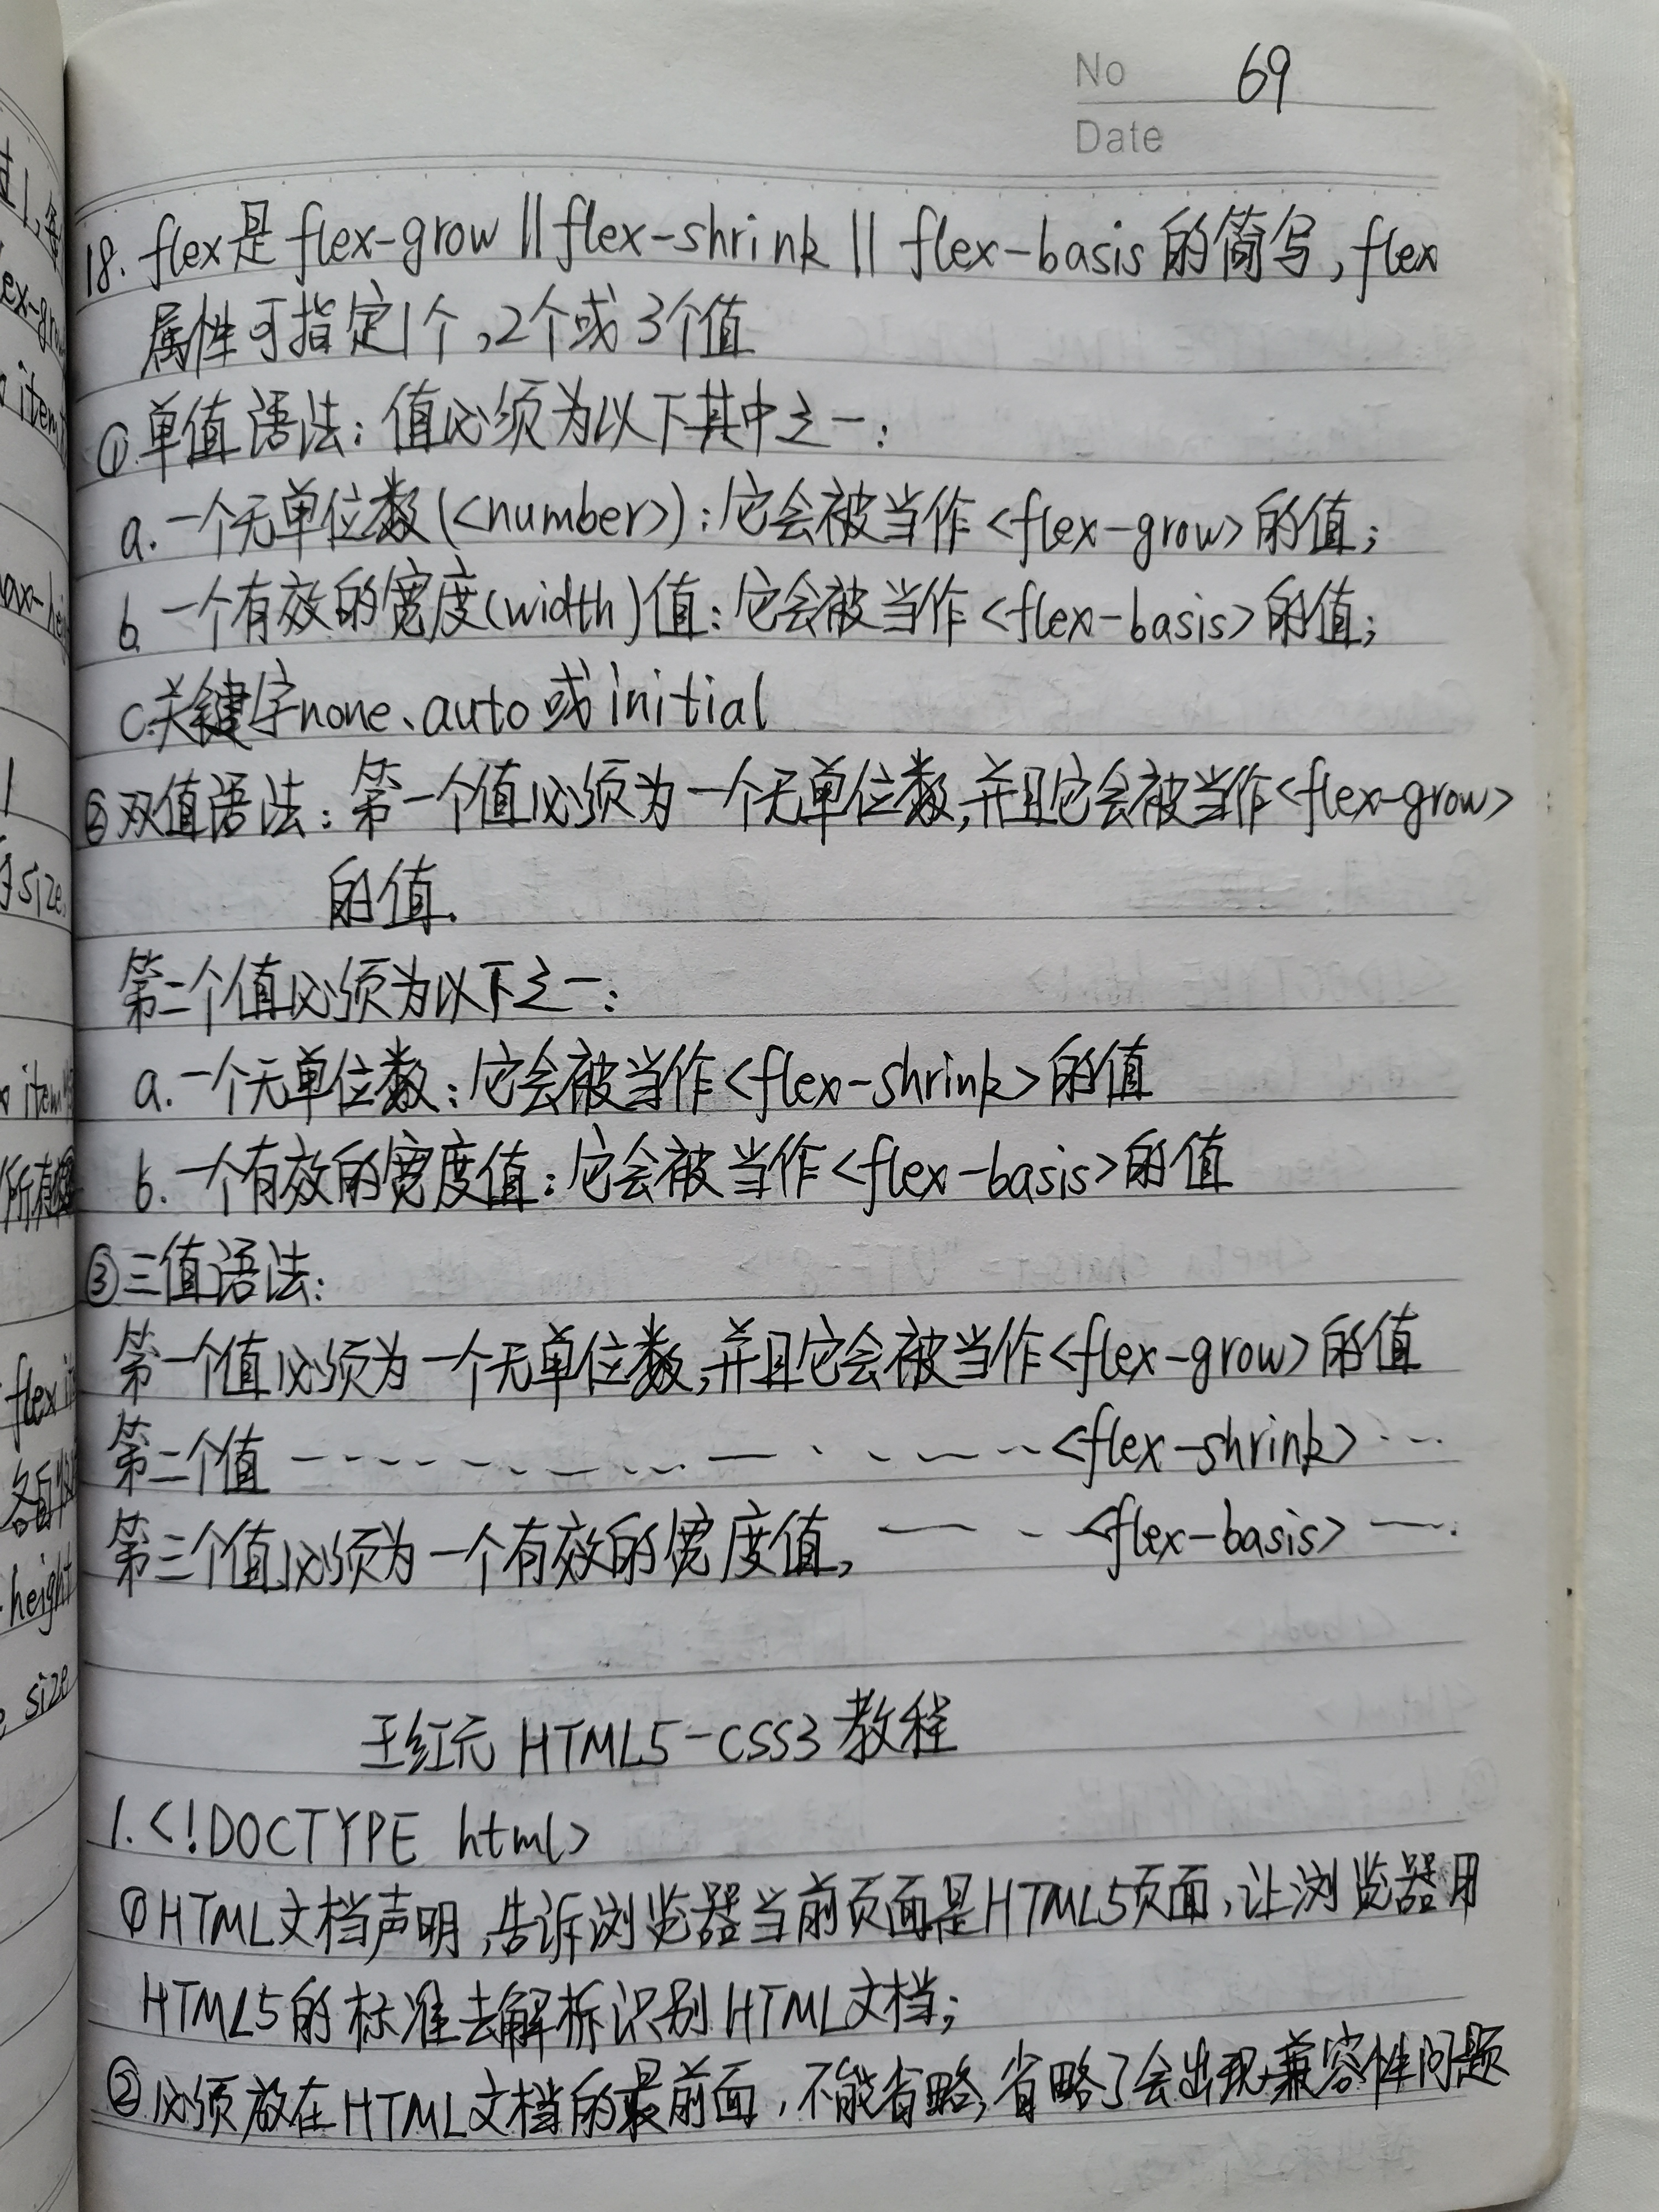 No 69
Date
18. flex是 flex-grow || flex-shrink || flex-basis 的简写, flex
属性可指定1个,2个或3个值
①单值语法: 值必须为以下其中之一:
a. 一个无单位数(<number>): 它会被当作<flex-grow>的值;
b. 一个有效的宽度(width)值: 它会被当作<flex-basis>的值;
c.关键字none、auto或initial
②双值语法: 第一个值必须为一个无单位数,并且它会被当作<flex-grow>
的值.
第二个值必须为以下之一:
a. 一个无单位数: 它会被当作<flex-shrink>的值
b. 一个有效的宽度值: 它会被当作<flex-basis>的值
③三值语法:
第一个值必须为一个无单位数,并且它会被当作<flex-grow>的值
第二个值 ------------<flex-shrink>---
第三个值必须为一个有效的宽度值, ----<flex-basis>---.
王红元 HTML5-CSS3教程
1. <!DOCTYPE html>
①HTML文档声明,告诉浏览器当前页面是HTML5页面,让浏览器用
HTML5的标准去解析识别HTML文档;
②必须放在HTML文档的最前面,不能省略,省略了会出现兼容性问题